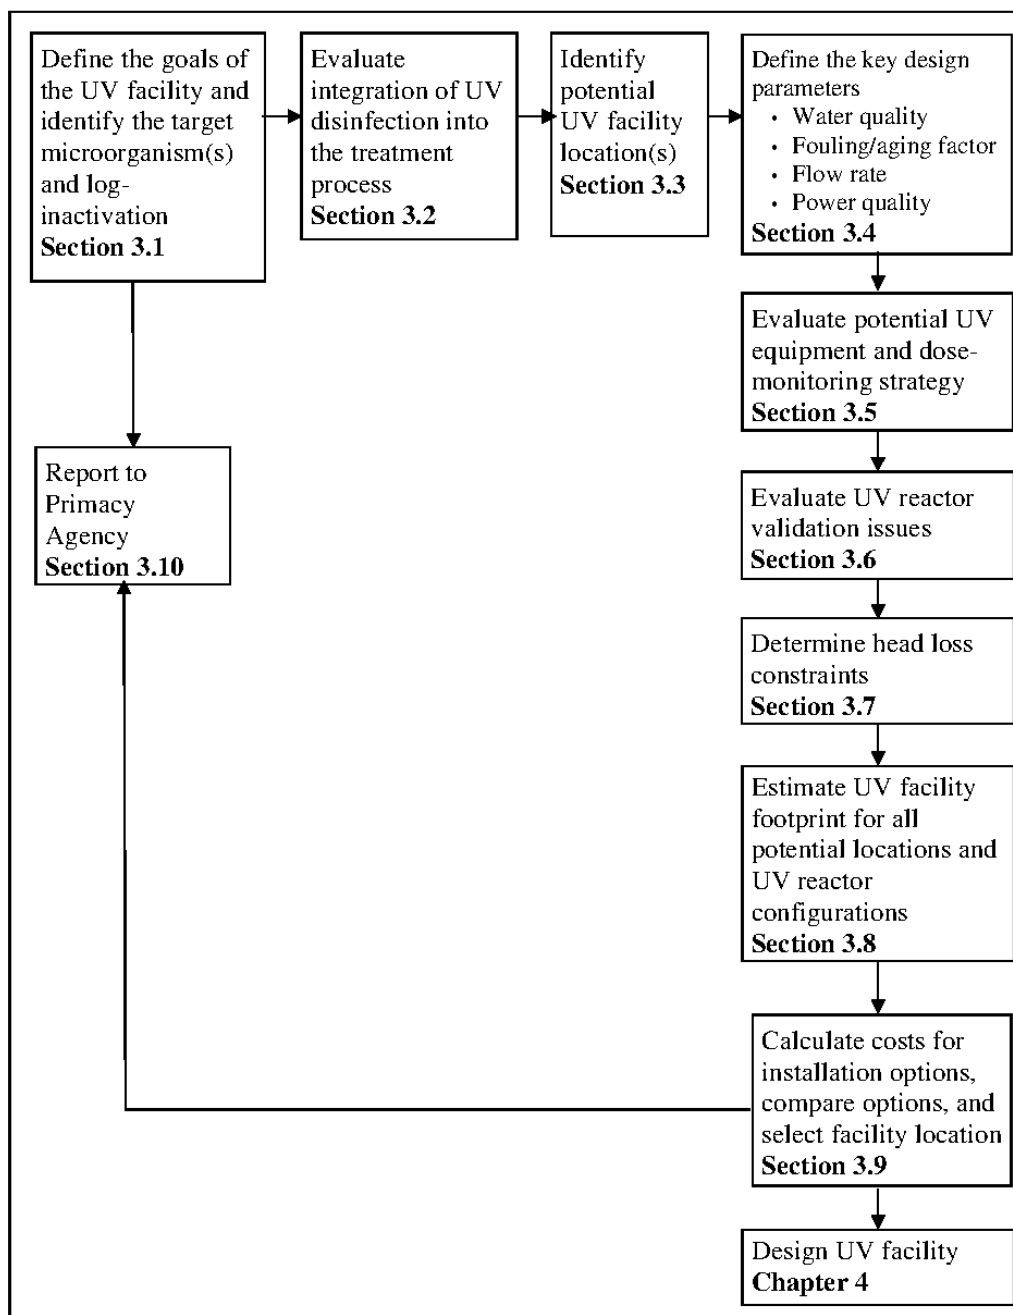 Define the goals of
the UV facility and
identify the target
microorganism(s)
and log-
inactivation
Section 3.1
Evaluate
integration of UV
disinfection into
the treatment
process
Section 3.2
Identify
potential
UV facility
location(s)
Section 3.3
Define the key design
parameters
• Water quality
• Fouling/aging factor
• Flow rate
• Power quality
Section 3.4
Evaluate potential UV
equipment and dose-
monitoring strategy
Section 3.5
Report to
Primacy
Agency
Section 3.10
Evaluate UV reactor
validation issues
Section 3.6
Determine head loss
constraints
Section 3.7
Estimate UV facility
footprint for all
potential locations and
UV reactor
configurations
Section 3.8
Calculate costs for
installation options,
compare options, and
select facility location
Section 3.9
Design UV facility
Chapter 4